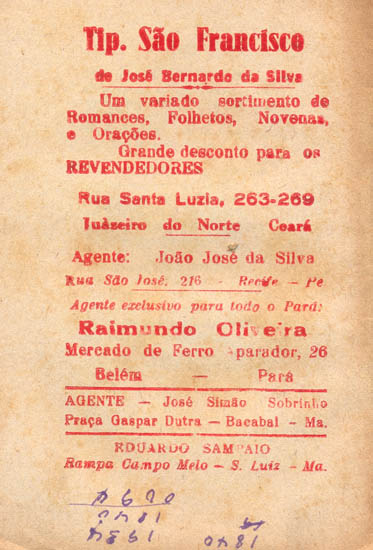 Tip. São Francisco
de José Bernardo da Silva
Um variado sortimento de
Romances, Folhetos, Novenas,
e Orações.
Grande desconto para os
REVENDEDORES
Rua Santa Luzia, 263-269
Juàzeiro do Norte Ceará
Agente: João José da Silva
Rua São José, 216 - Recife - Pe
Agente exclusivo para todo o Pará:
Raimundo Oliveira
Mercado de Ferro aparador, 26
Belém — Pará
AGENTE — José Simão Sobrinho
Praça Gaspar Dutra - Bacabal - Ma.
EDUARDO SAMPAIO
Rampa Campo Melo - S. Luiz - Ma.